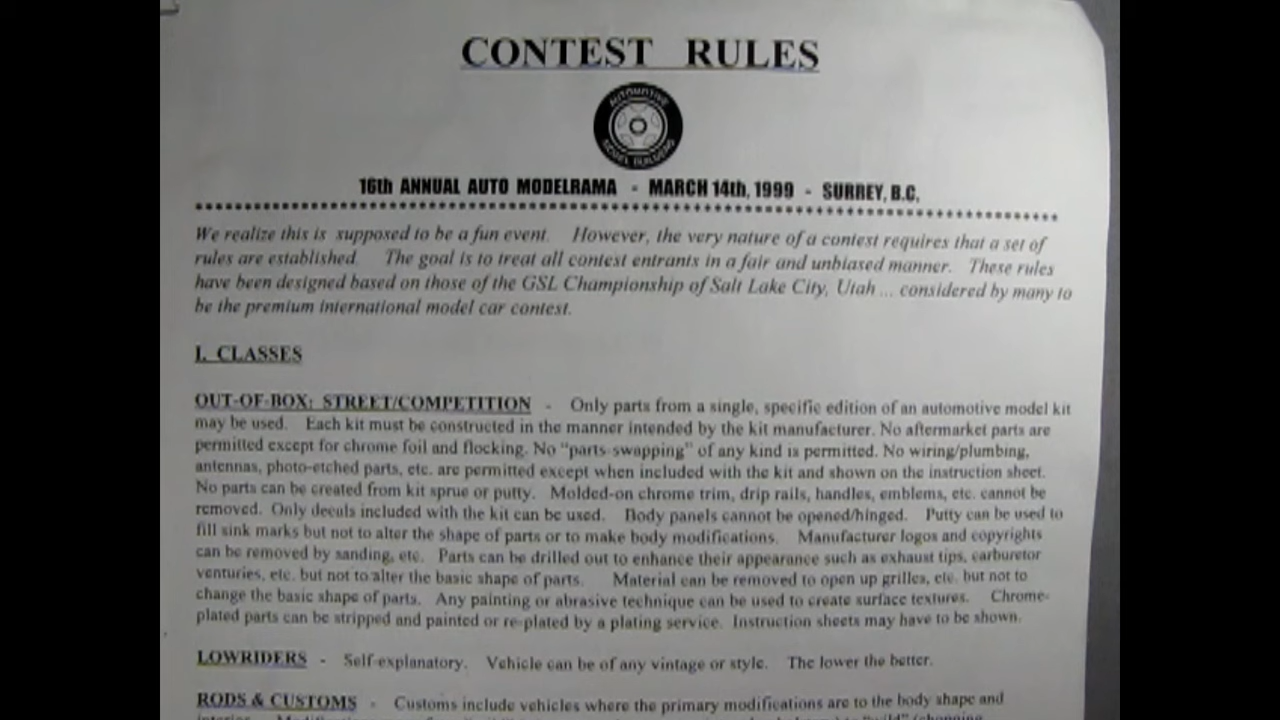 CONTEST RULES
AUTOMOTIVE
MODEL BUILDERS
16th ANNUAL AUTO MODELRAMA - MARCH 14th, 1999 - SURREY, B.C.
We realize this is supposed to be a fun event. However, the very nature of a contest requires that a set of
rules are established. The goal is to treat all contest entrants in a fair and unbiased manner. These rules
have been designed based on those of the GSL Championship of Salt Lake City, Utah ... considered by many to
be the premium international model car contest.
I. CLASSES
OUT-OF-BOX: STREET/COMPETITION - Only parts from a single, specific edition of an automotive model kit
may be used. Each kit must be constructed in the manner intended by the kit manufacturer. No aftermarket parts are
permitted except for chrome foil and flocking. No "parts swapping" of any kind is permitted. No wiring/plumbing,
antennas, photo-etched parts, etc. are permitted except when included with the kit and shown on the instruction sheet.
No parts can be created from kit sprue or putty. Molded-on chrome trim, drip rails, handles, emblems, etc. cannot be
removed. Only decals included with the kit can be used. Body panels cannot be opened/hinged. Putty can be used to
fill sink marks but not to alter the shape of parts or to make body modifications. Manufacturer logos and copyrights
can be removed by sanding, etc. Parts can be drilled out to enhance their appearance such as exhaust tips, carburetor
venturies, etc. but not to alter the basic shape of parts. Material can be removed to open up grilles, etc. but not to
change the basic shape of parts. Any painting or abrasive technique can be used to create surface textures. Chrome-
plated parts can be stripped and painted or re-plated by a plating service. Instruction sheets may have to be shown.
LOWRIDERS - Self-explanatory. Vehicle can be of any vintage or style. The lower the better.
RODS & CUSTOMS - Customs include vehicles where the primary modifications are to the body shape and